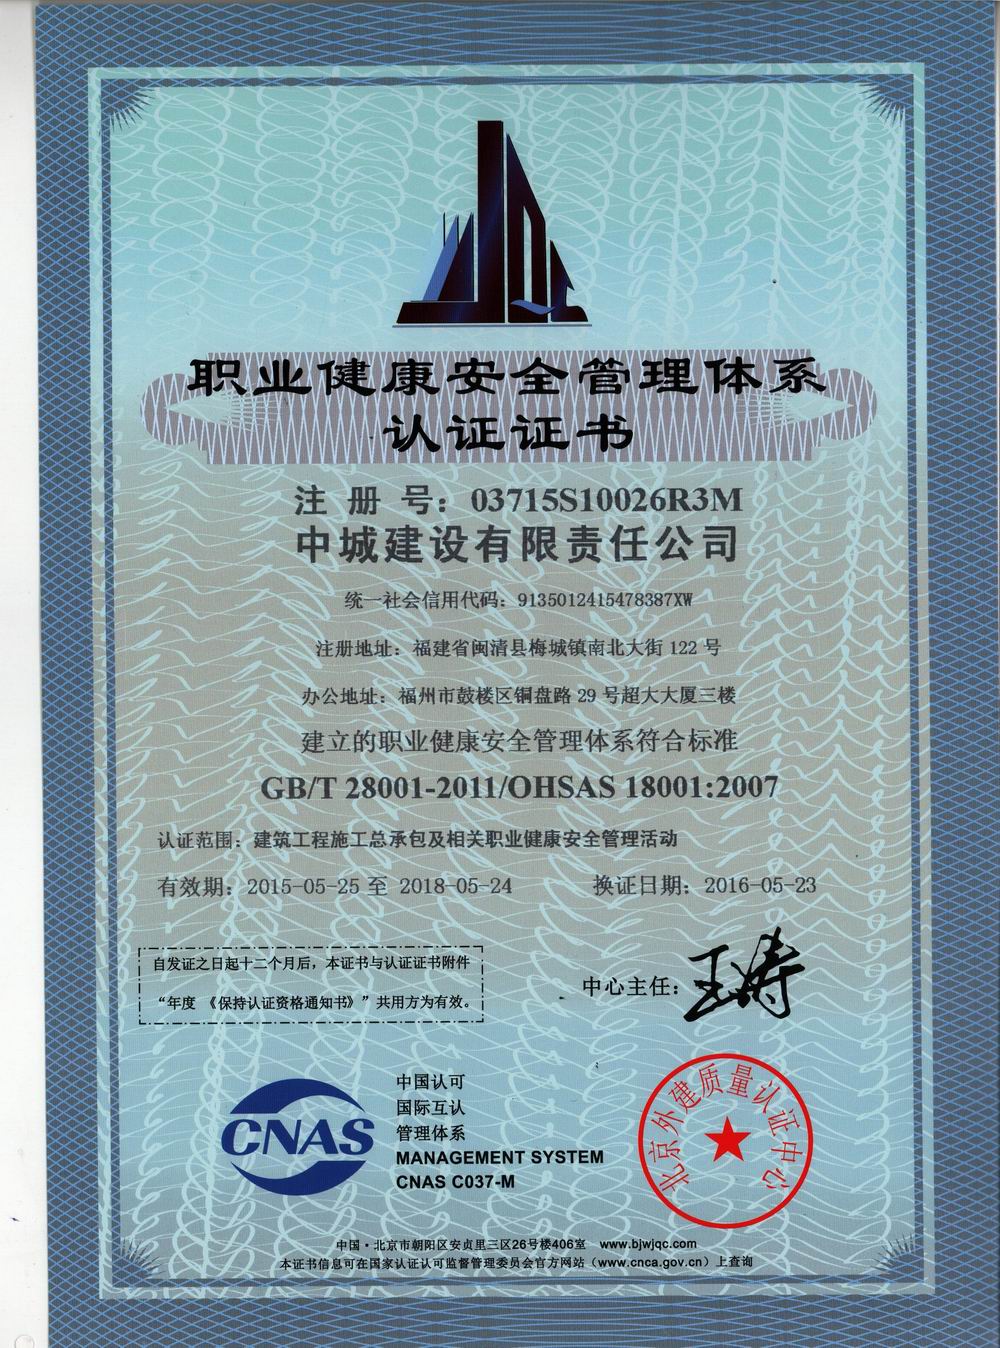 职业健康安全管理体系
认证证书
注 册 号：03715S10026R3M
中城建设有限责任公司
统一社会信用代码：9135012415478387XW
注册地址：福建省闽清县梅城镇南北大街 122 号
办公地址：福州市鼓楼区铜盘路 29 号超大大厦三楼
建立的职业健康安全管理体系符合标准
GB/T 28001-2011/OHSAS 18001:2007
认证范围：建筑工程施工总承包及相关职业健康安全管理活动
有效期：2015-05-25 至 2018-05-24 换证日期：2016-05-23
自发证之日起十二个月后，本证书与认证证书附件
“年度 《保持认证资格通知书》”共用方为有效。
中心主任：王涛
CNAS
中国认可
国际互认
管理体系
MANAGEMENT SYSTEM
CNAS C037-M
北京外建质量认证中心
中国·北京市朝阳区安贞里三区26号楼406室 www.bjwjqc.com
本证书信息可在国家认证认可监督管理委员会官方网站（www.cnca.gov.cn）上查询